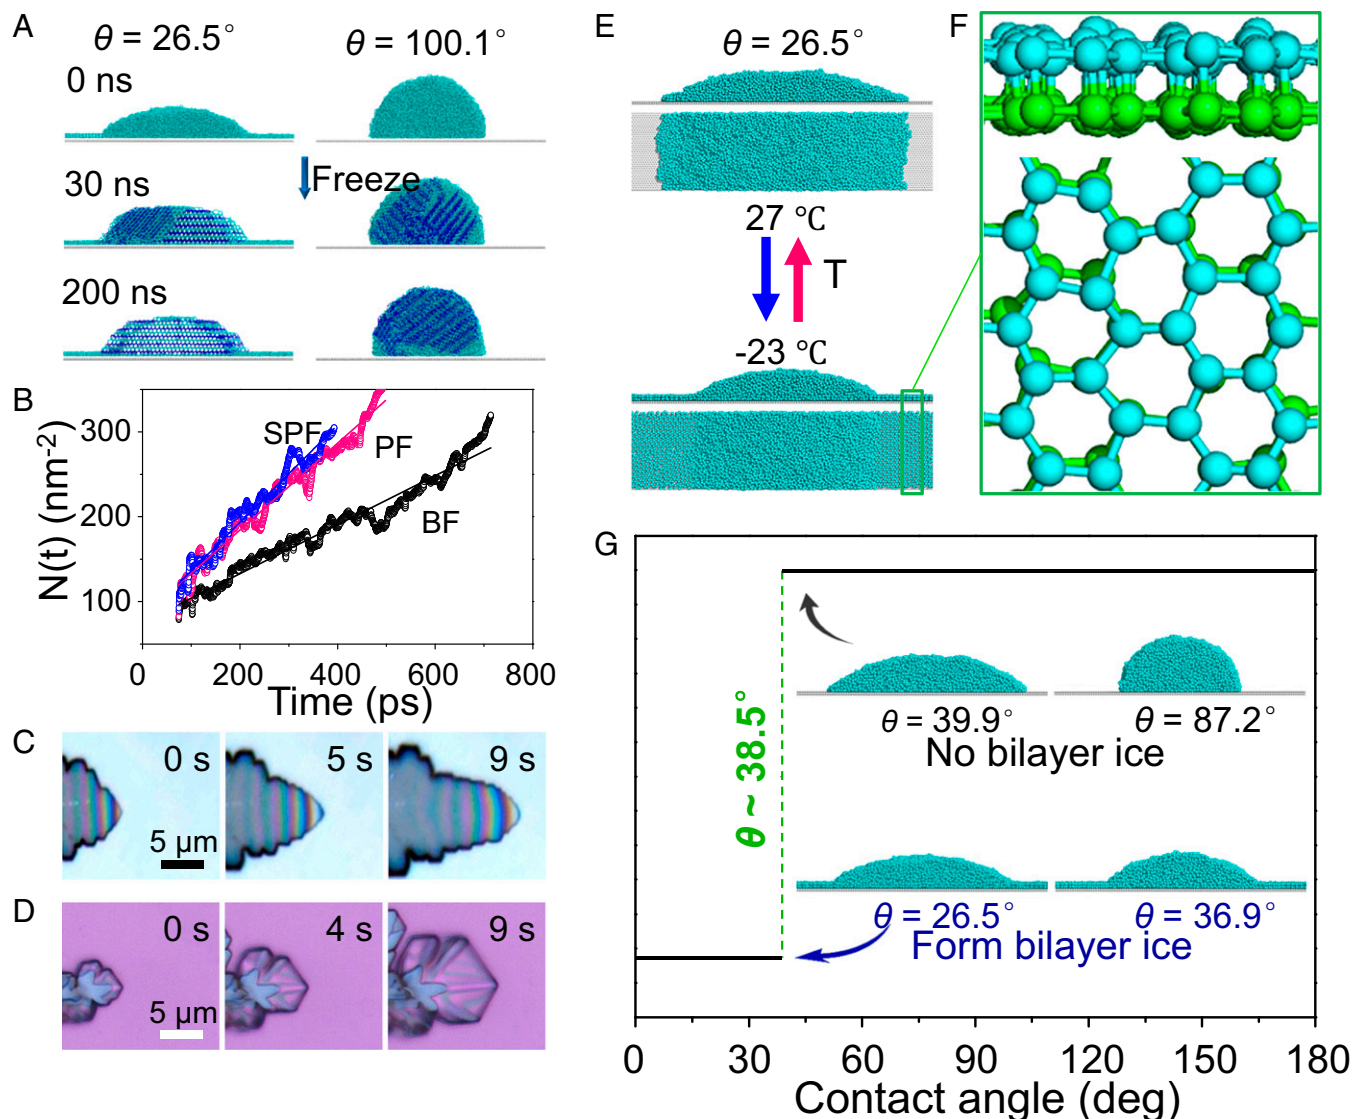 A
θ = 26.5°
θ = 100.1°
0 ns
Freeze
30 ns
200 ns
B
N(t) (nm-2)
300
200
100
SPF
PF
BF
0
200
400
600
800
Time (ps)
C
0 s
5 s
9 s
5 μm
D
0 s
4 s
9 s
5 μm
E
θ = 26.5°
27 °C
T
-23 °C
F
G
θ ~ 38.5°
θ = 39.9°
θ = 87.2°
No bilayer ice
θ = 26.5°
θ = 36.9°
Form bilayer ice
0
30
60
90
120
150
180
Contact angle (deg)